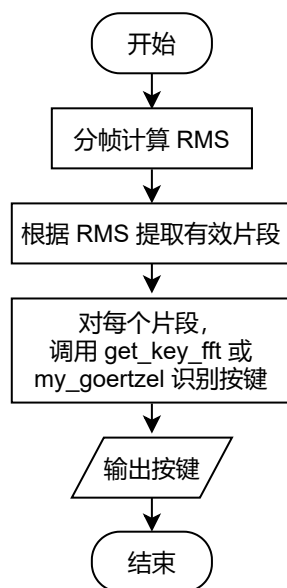 开始
分帧计算 RMS
根据 RMS 提取有效片段
对每个片段，
调用 get_key_fft 或
my_goertzel 识别按键
输出按键
结束